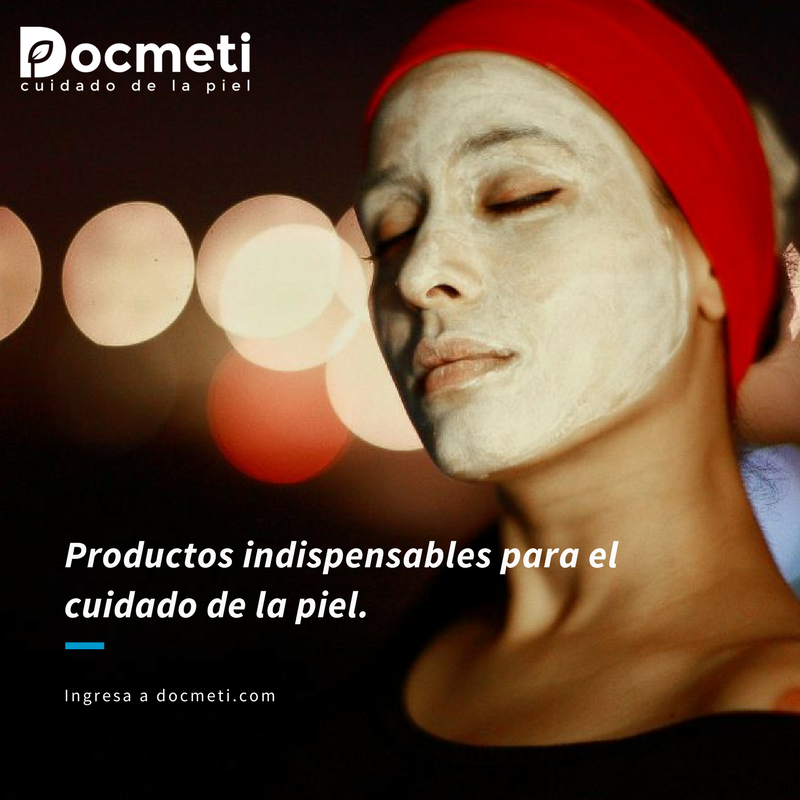 Docmeti
cuidado de la piel
Productos indispensables para el
cuidado de la piel.
Ingresa a docmeti.com